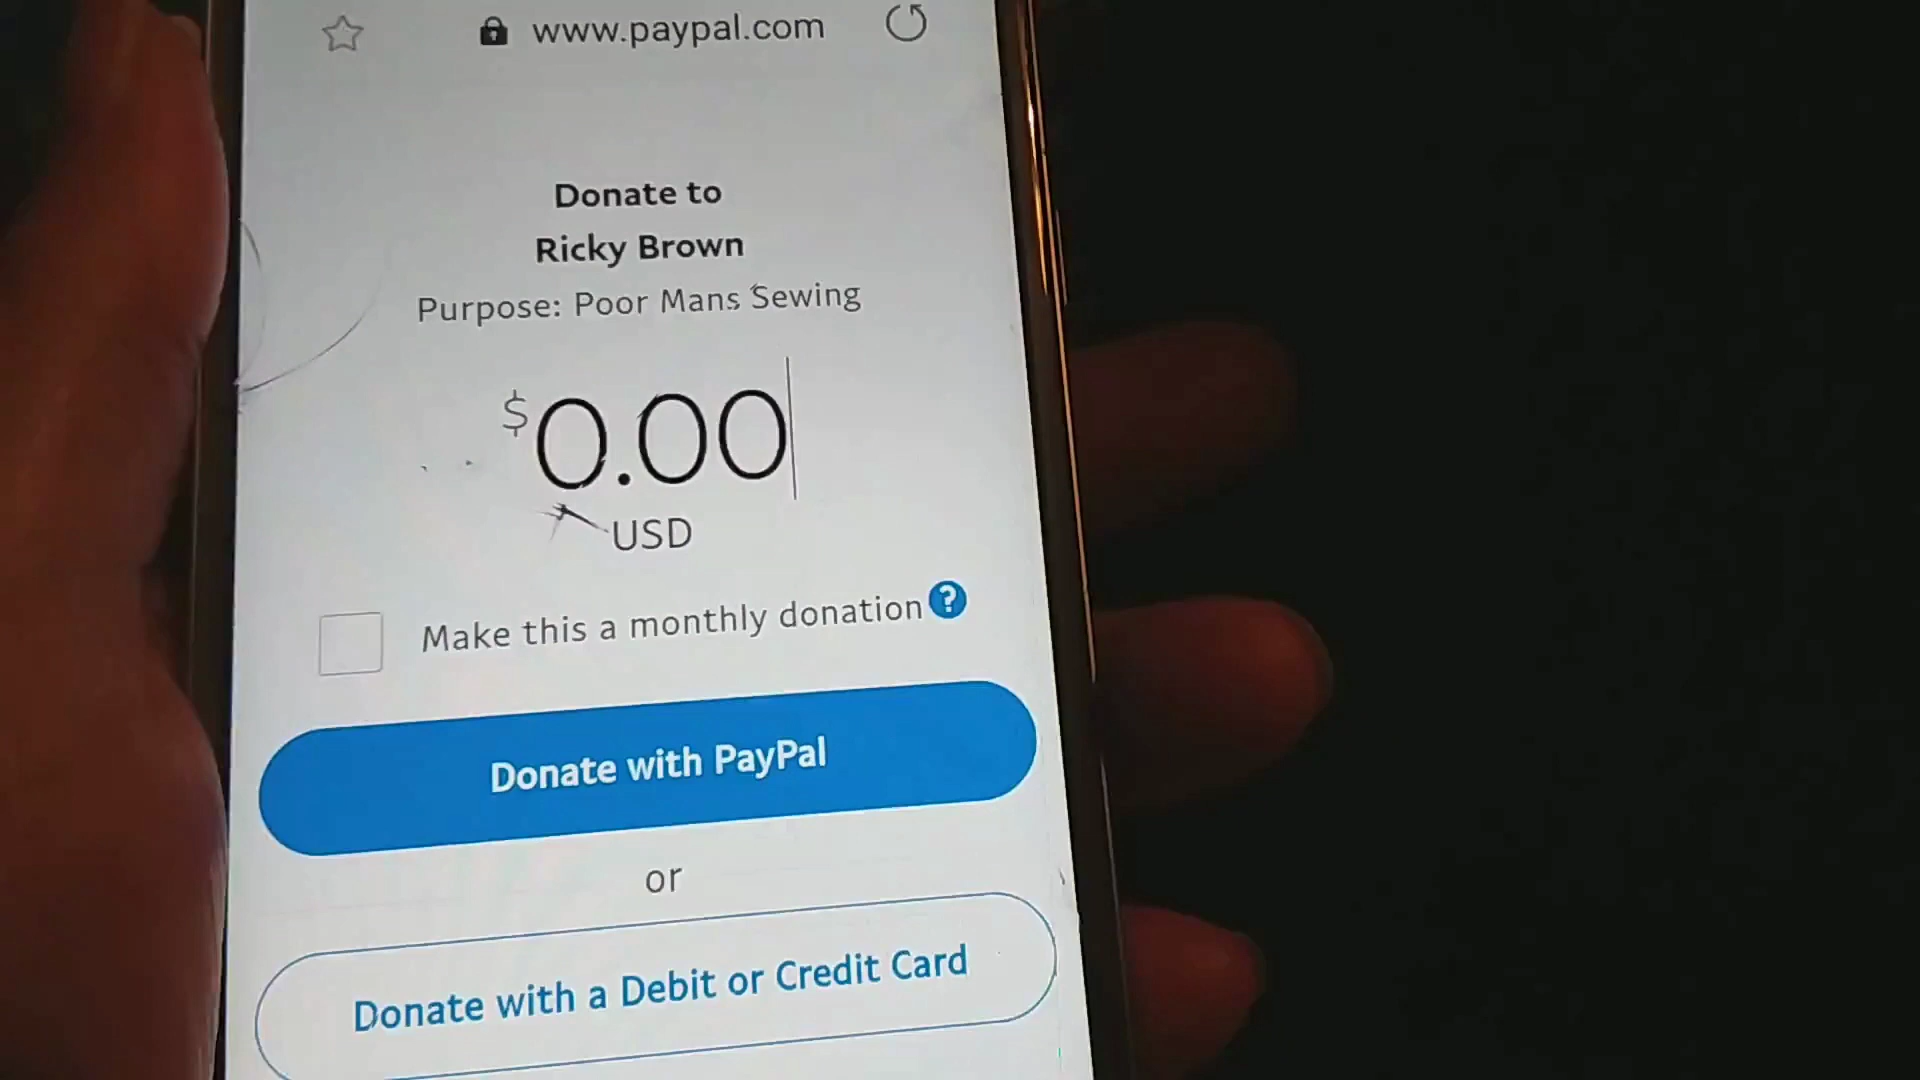 www.paypal.com
Donate to
Ricky Brown
Purpose: Poor Mans Sewing
$0.00
USD
Make this a monthly donation ?
Donate with PayPal
or
Donate with a Debit or Credit Card